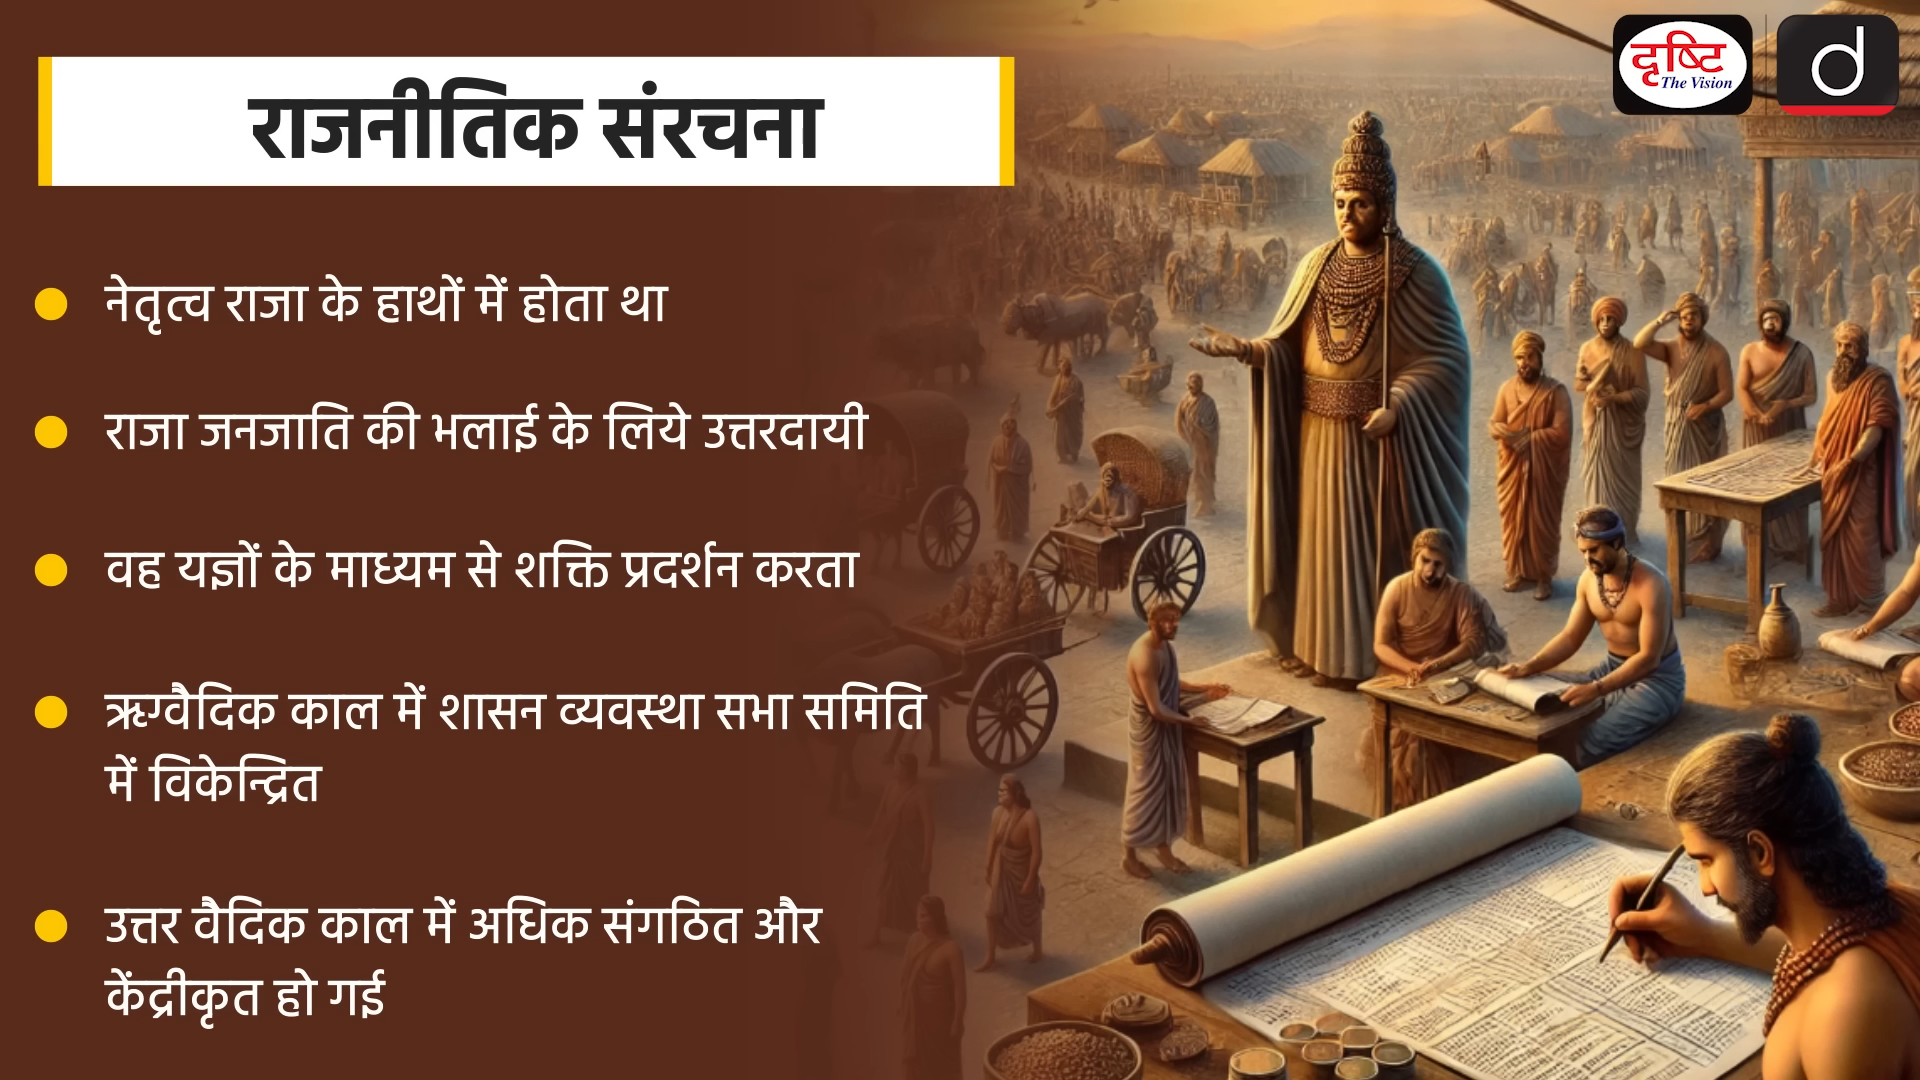 राजनीतिक संरचना
दृष्टि
The Vision
d
नेतृत्व राजा के हाथों में होता था
राजा जनजाति की भलाई के लिये उत्तरदायी
वह यज्ञों के माध्यम से शक्ति प्रदर्शन करता
ऋग्वैदिक काल में शासन व्यवस्था सभा समिति
में विकेन्द्रित
उत्तर वैदिक काल में अधिक संगठित और
केंद्रीकृत हो गई